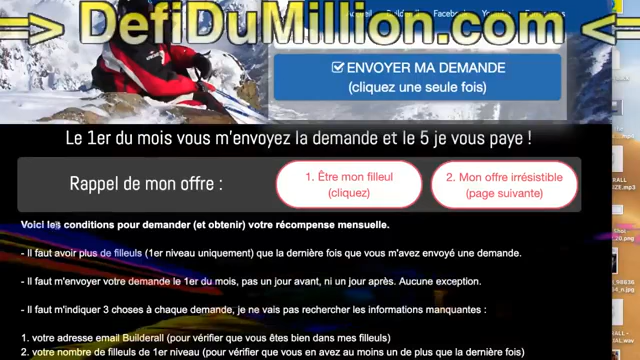 => DefiDuMillion.com <=
Facebook
ENVOYER MA DEMANDE
(cliquez une seule fois)
Le 1er du mois vous m'envoyez la demande et le 5 je vous paye !
Rappel de mon offre :
1. Être mon filleul
(cliquez)
2. Mon offre irrésistible
(page suivante)
Voici les conditions pour demander (et obtenir) votre récompense mensuelle.
- Il faut avoir plus de filleuls (1er niveau uniquement) que la dernière fois que vous m'avez envoyé une demande.
- Il faut m'envoyer votre demande le 1er du mois, pas un jour avant, ni un jour après. Aucune exception.
- Il faut m'indiquer 3 choses à chaque demande, je ne vais pas rechercher les informations manquantes :
1. votre adresse email Builderall (pour vérifier que vous êtes bien dans mes filleuls)
2. votre nombre de filleuls de 1er niveau (pour vérifier que vous en avez au moins un de plus que la dernière fois)